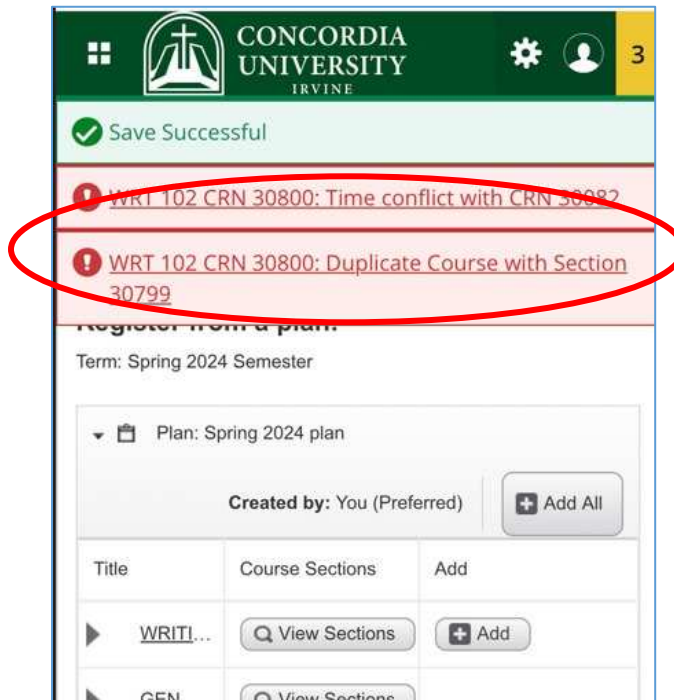 CONCORDIA
UNIVERSITY
IRVINE
3
Save Successful
WRT 102 CRN 30800: Time conflict with CRN 30082
WRT 102 CRN 30800: Duplicate Course with Section
30799
Register from a plan.
Term: Spring 2024 Semester
Plan: Spring 2024 plan
Created by: You (Preferred) Add All
Title Course Sections Add
WRITI... View Sections Add
GEN View Sections